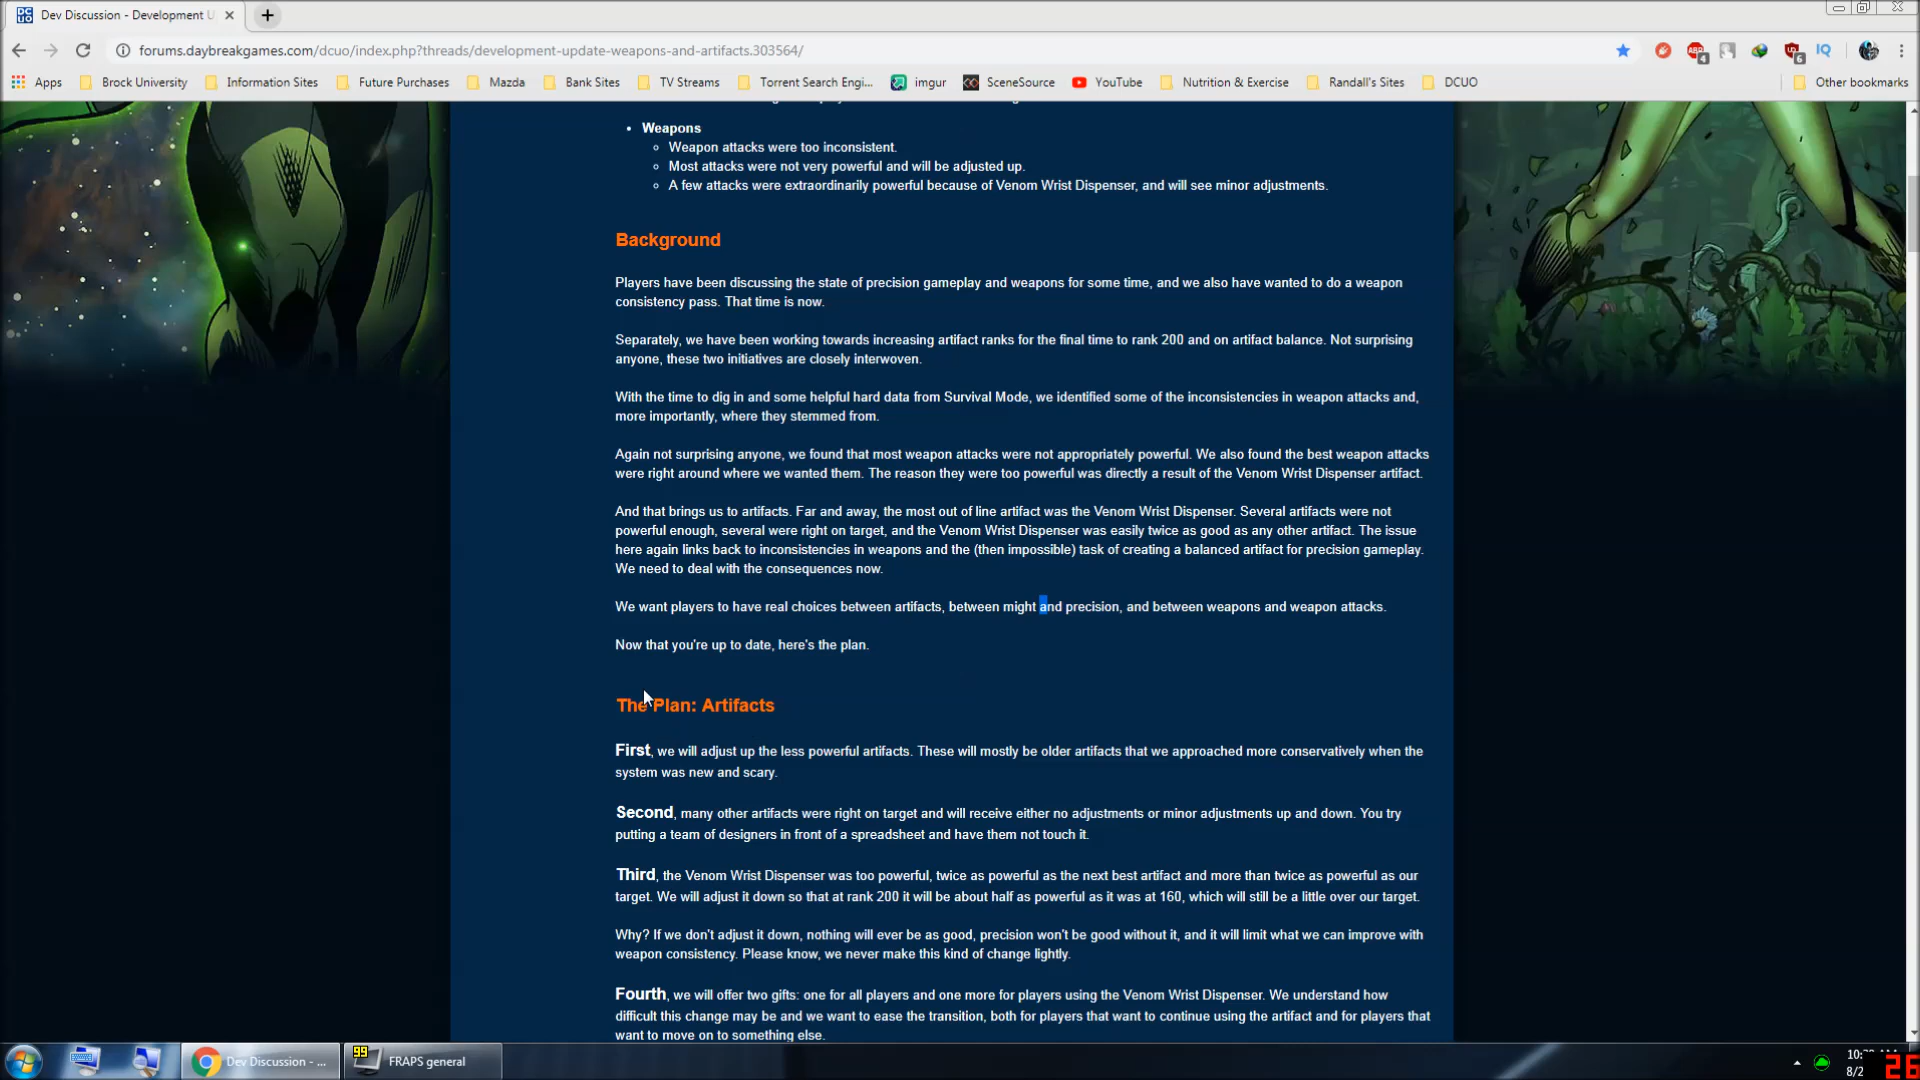 Dev Discussion - Development U
forums.daybreakgames.com/dcuo/index.php?threads/development-update-weapons-and-artifacts.303564/
4
6
IQ
Apps
Brock University
Information Sites
Future Purchases
Mazda
Bank Sites
TV Streams
Torrent Search Engi...
imgur
SceneSource
YouTube
Nutrition & Exercise
Randall's Sites
DCUO
Other bookmarks
• Weapons
Weapon attacks were too inconsistent.
Most attacks were not very powerful and will be adjusted up.
A few attacks were extraordinarily powerful because of Venom Wrist Dispenser, and will see minor adjustments.
Background
Players have been discussing the state of precision gameplay and weapons for some time, and we also have wanted to do a weapon
consistency pass. That time is now.
Separately, we have been working towards increasing artifact ranks for the final time to rank 200 and on artifact balance. Not surprising
anyone, these two initiatives are closely interwoven.
With the time to dig in and some helpful hard data from Survival Mode, we identified some of the inconsistencies in weapon attacks and,
more importantly, where they stemmed from.
Again not surprising anyone, we found that most weapon attacks were not appropriately powerful. We also found the best weapon attacks
were right around where we wanted them. The reason they were too powerful was directly a result of the Venom Wrist Dispenser artifact.
And that brings us to artifacts. Far and away, the most out of line artifact was the Venom Wrist Dispenser. Several artifacts were not
powerful enough, several were right on target, and the Venom Wrist Dispenser was easily twice as good as any other artifact. The issue
here again links back to inconsistencies in weapons and the (then impossible) task of creating a balanced artifact for precision gameplay.
We need to deal with the consequences now.
We want players to have real choices between artifacts, between might and precision, and between weapons and weapon attacks.
Now that you're up to date, here's the plan.
The Plan: Artifacts
First, we will adjust up the less powerful artifacts. These will mostly be older artifacts that we approached more conservatively when the
system was new and scary.
Second, many other artifacts were right on target and will receive either no adjustments or minor adjustments up and down. You try
putting a team of designers in front of a spreadsheet and have them not touch it.
Third, the Venom Wrist Dispenser was too powerful, twice as powerful as the next best artifact and more than twice as powerful as our
target. We will adjust it down so that at rank 200 it will be about half as powerful as it was at 160, which will still be a little over our target.
Why? If we don't adjust it down, nothing will ever be as good, precision won't be good without it, and it will limit what we can improve with
weapon consistency. Please know, we never make this kind of change lightly.
Fourth, we will offer two gifts: one for all players and one more for players using the Venom Wrist Dispenser. We understand how
difficult this change may be and we want to ease the transition, both for players that want to continue using the artifact and for players that
want to move on to something else.
Dev Discussion - ...
99
FRAPS general
8/2
26